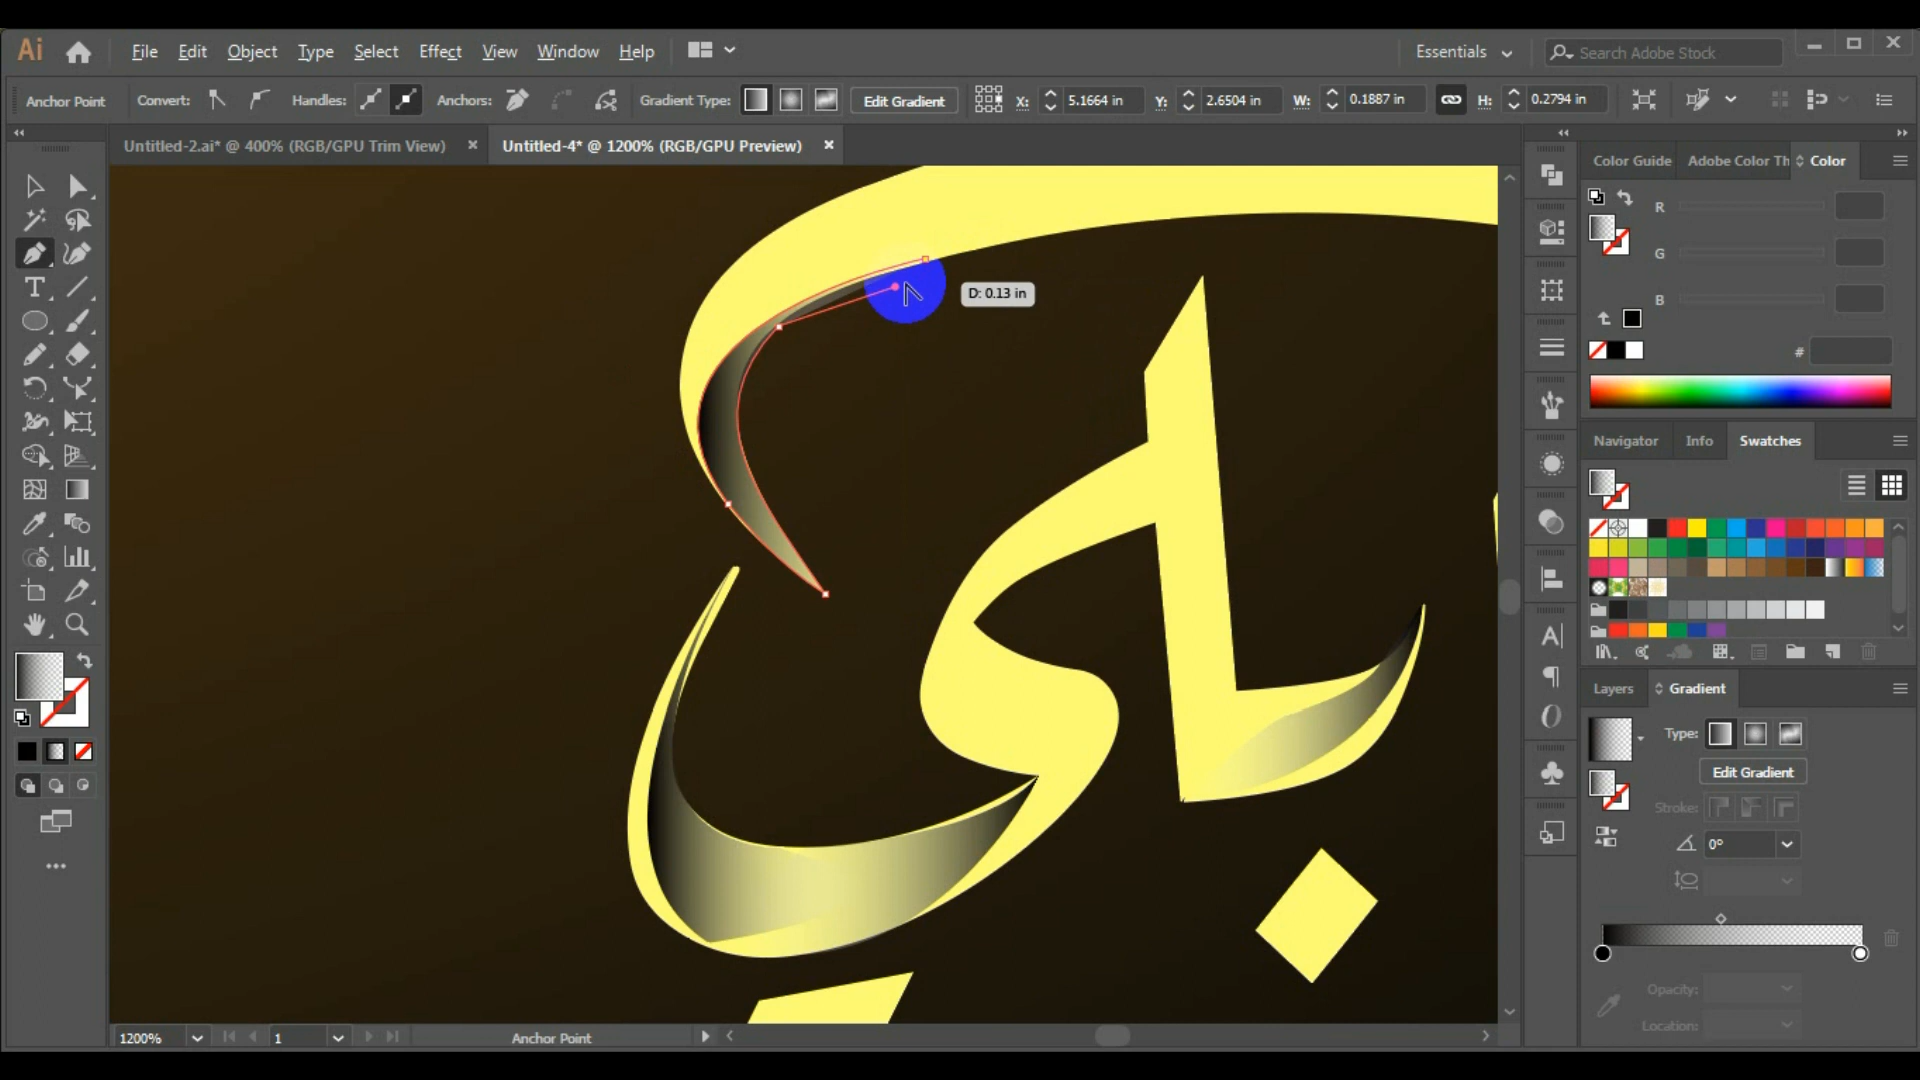 Ai File Edit Object Type Select Effect View Window Help Essentials Search Adobe Stock
Anchor Point Convert: Handles: Anchors: Gradient Type: Edit Gradient X: 5.1664 in Y: 2.6504 in W: 0.1887 in H: 0.2794 in
Untitled-2.ai* @ 400% (RGB/GPU Trim View) × Untitled-4* @ 1200% (RGB/GPU Preview) ×
Color Guide Adobe Color Th Color
R
G
B
#
D: 0.13 in
Navigator Info Swatches
Layers Gradient
Type:
Edit Gradient
Stroke:
0°
Opacity:
Location:
1200% 1 Anchor Point